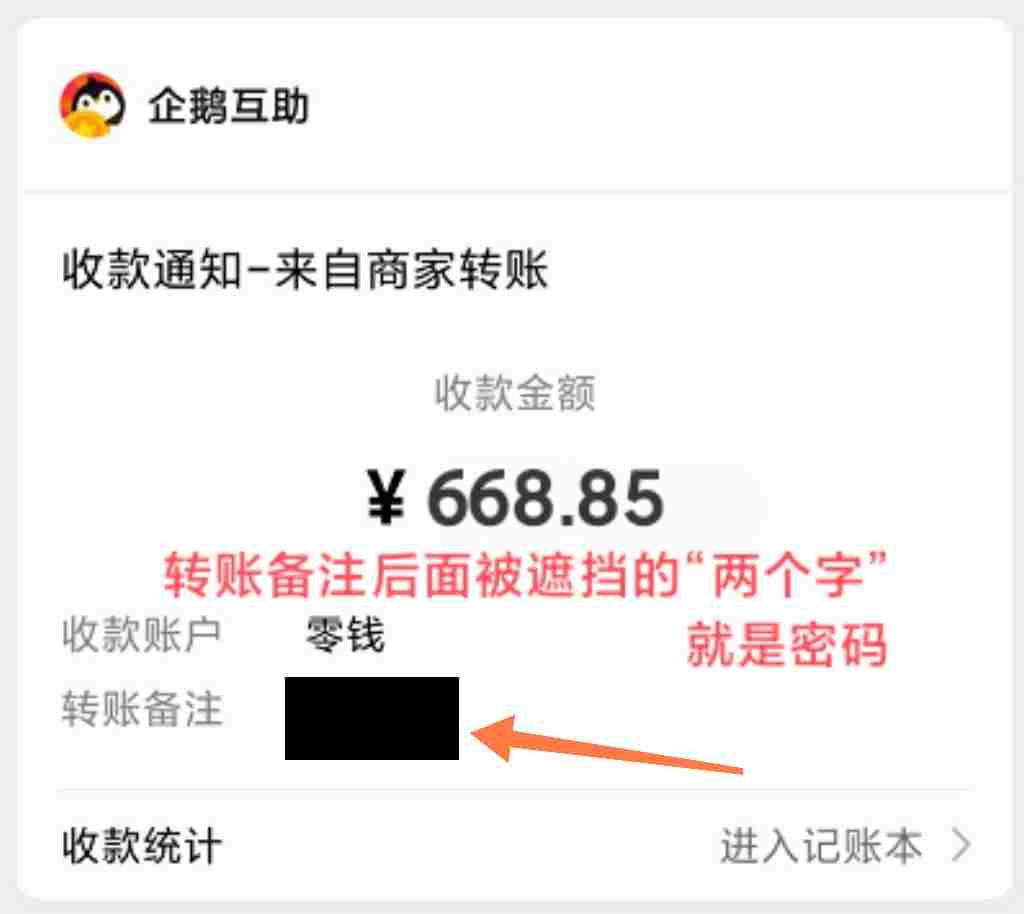 企鹅互助
收款通知-来自商家转账
收款金额
¥ 668.85
转账备注后面被遮挡的“两个字”
就是密码
收款账户 零钱
转账备注
收款统计 进入记账本 >